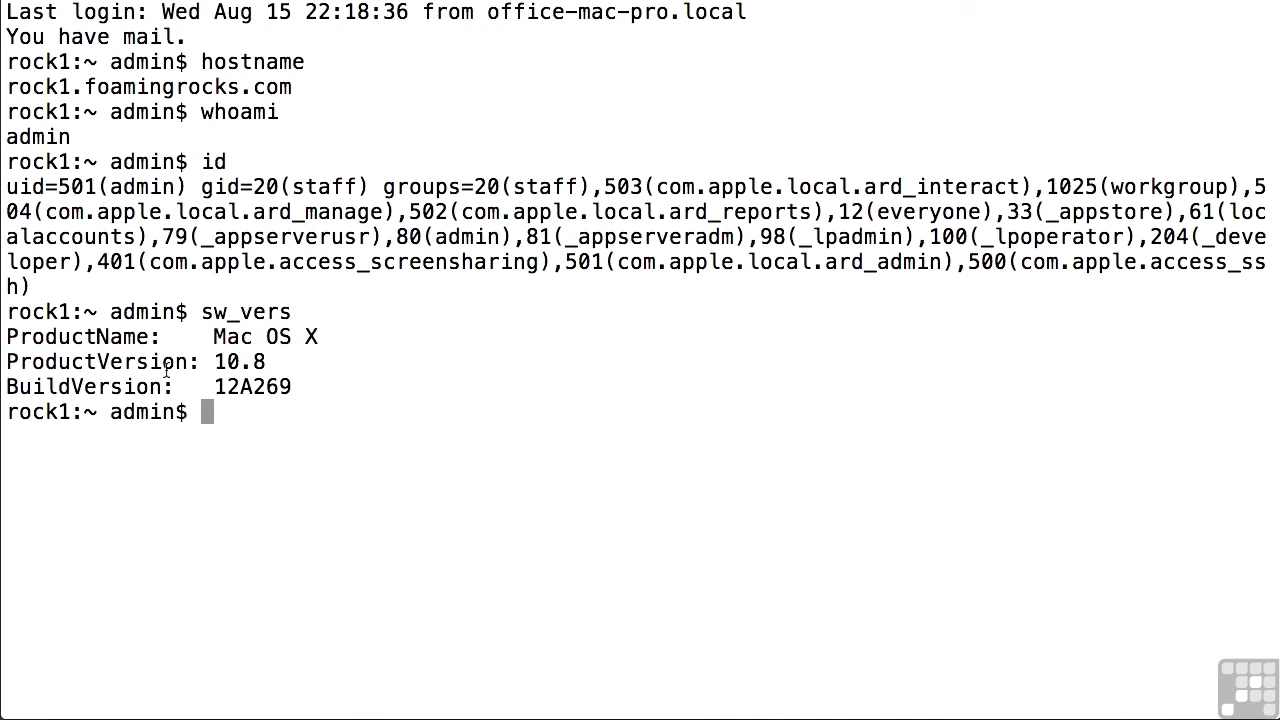 Last login: Wed Aug 15 22:18:36 from office-mac-pro.local
You have mail.
rock1:~ admin$ hostname
rock1.foamingrocks.com
rock1:~ admin$ whoami
admin
rock1:~ admin$ id
uid=501(admin) gid=20(staff) groups=20(staff),503(com.apple.local.ard_interact),1025(workgroup),5
04(com.apple.local.ard_manage),502(com.apple.local.ard_reports),12(everyone),33(_appstore),61(loc
alaccounts),79(_appserverusr),80(admin),81(_appserveradm),98(_lpadmin),100(_lpoperator),204(_deve
loper),401(com.apple.access_screensharing),501(com.apple.local.ard_admin),500(com.apple.access_ss
h)
rock1:~ admin$ sw_vers
ProductName:    Mac OS X
ProductVersion: 10.8
BuildVersion:   12A269
rock1:~ admin$